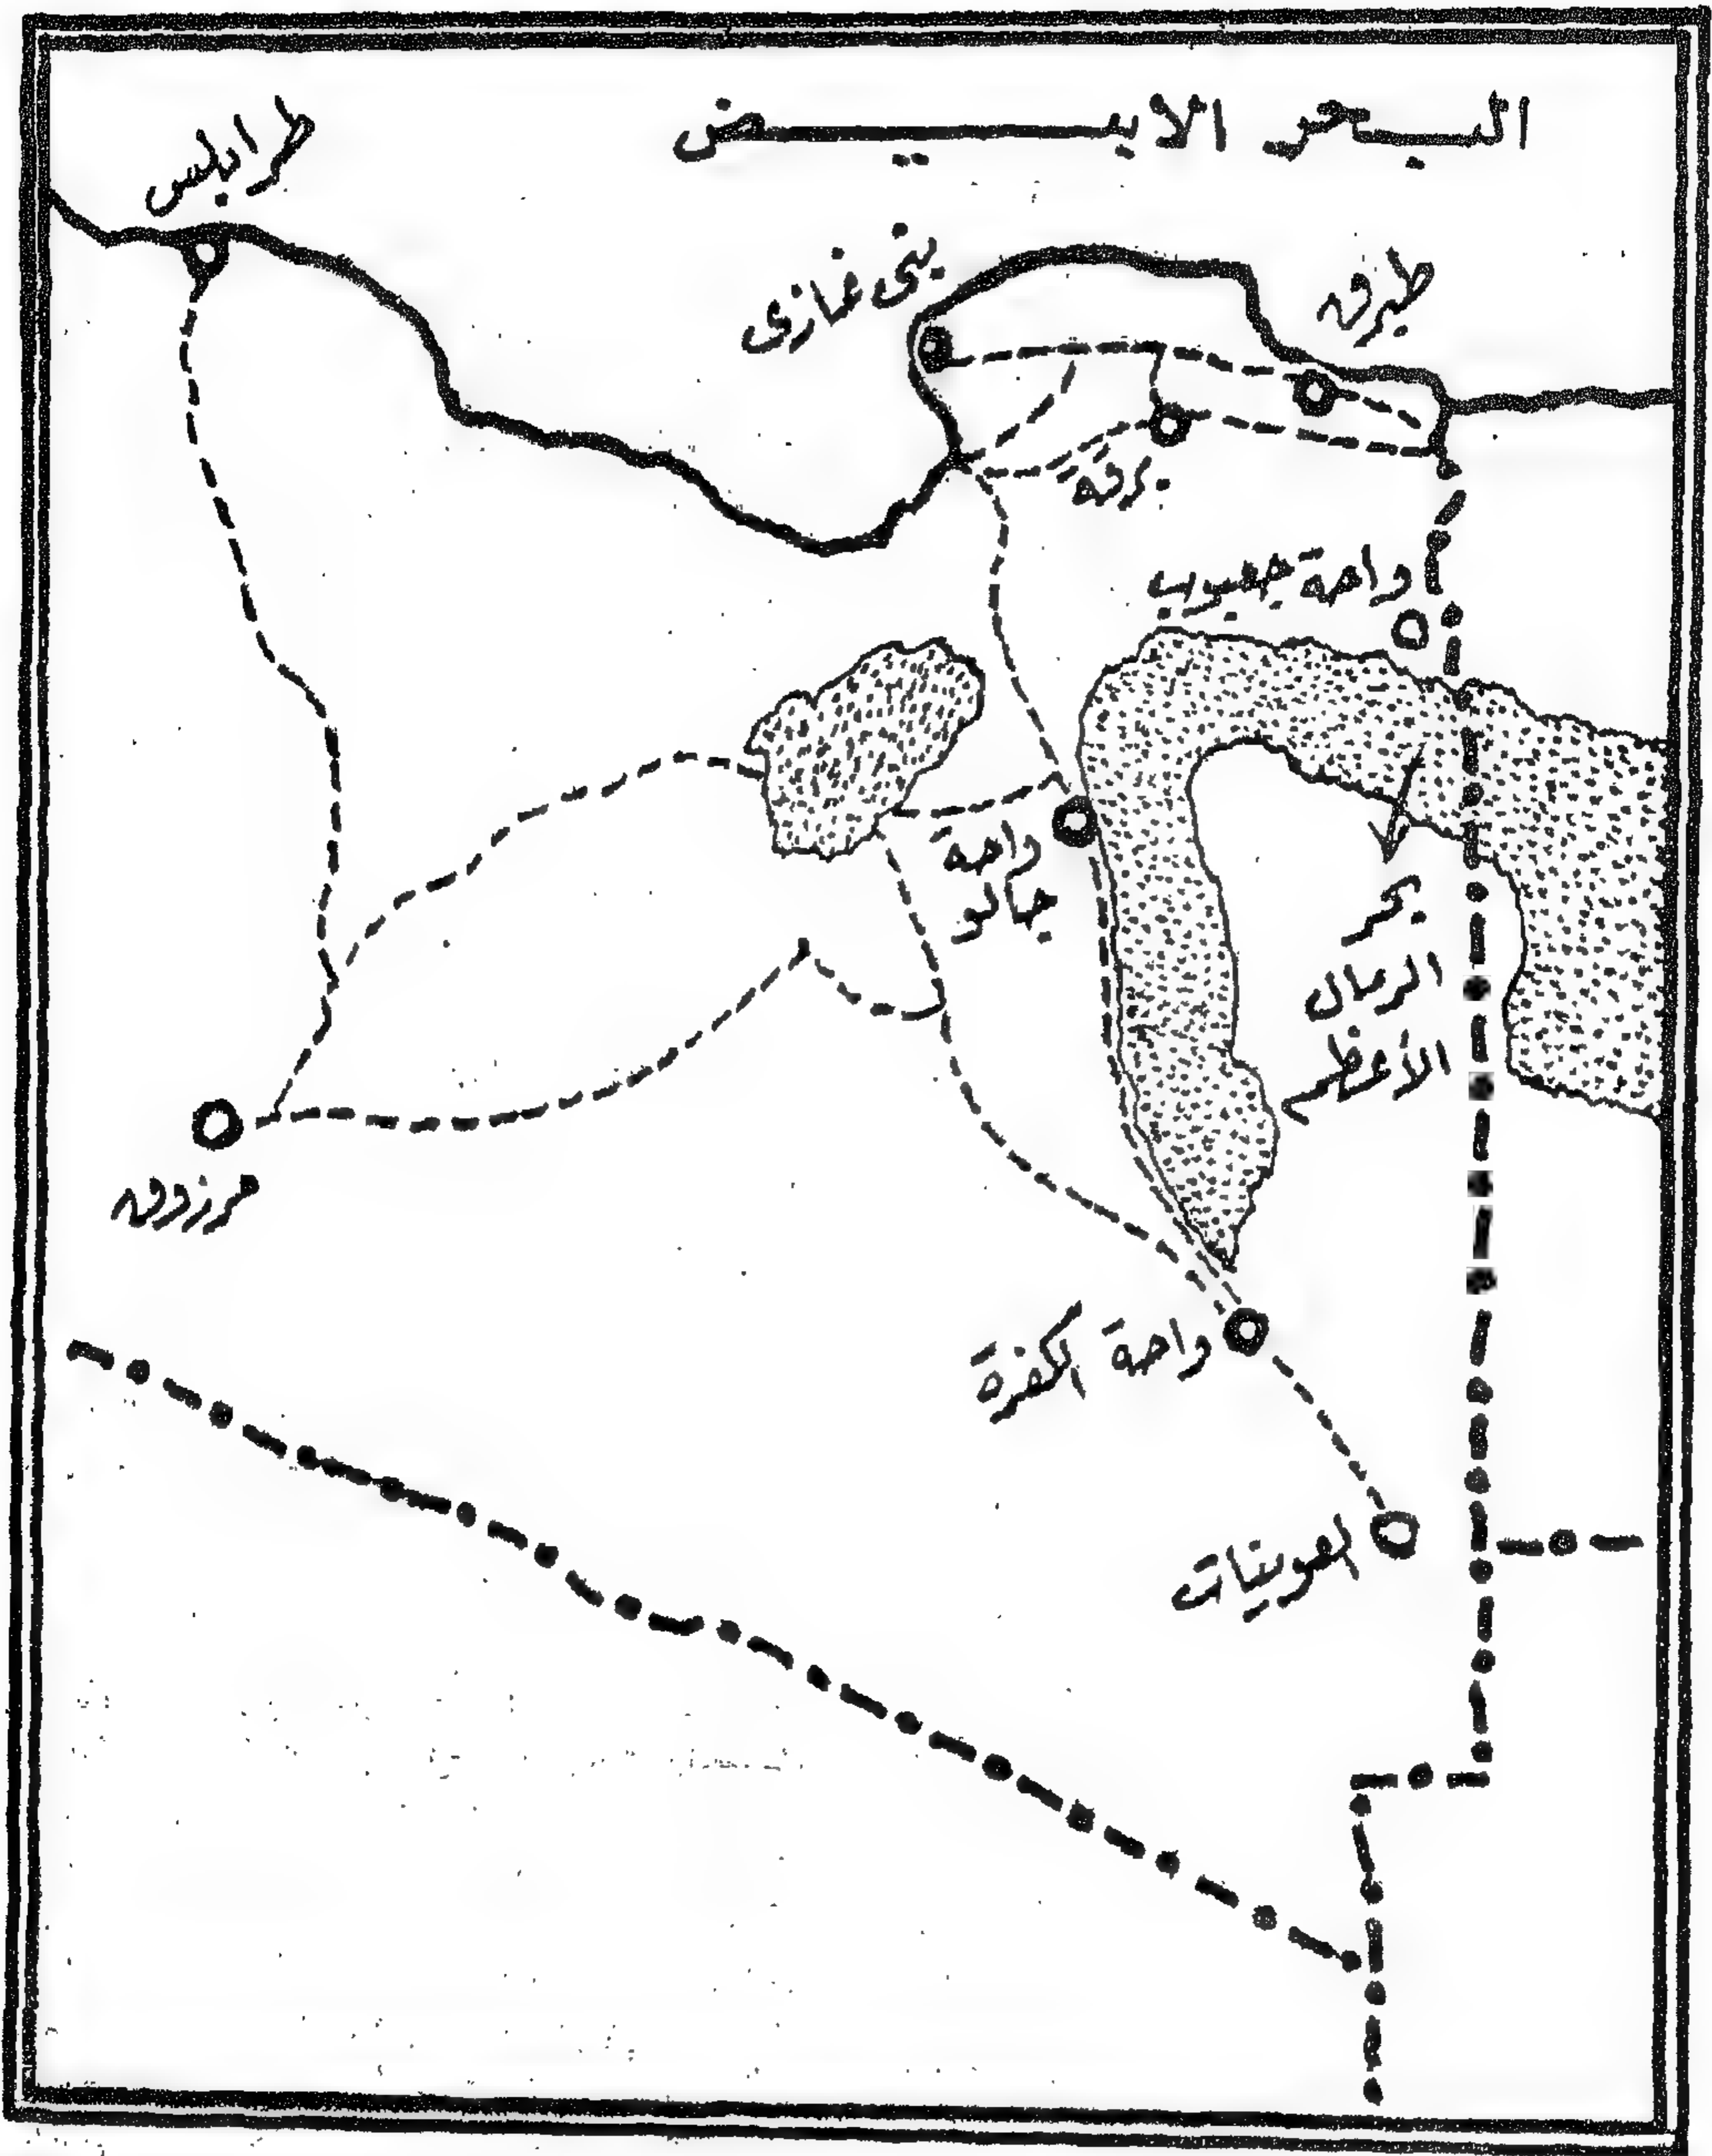 البحر الابيض
طرابلس
بنى غازى
طبرق
برقة
واحة جغبوب
واحة
جالو
بحر
الرمال
الأعظم
مرزوق
واحة الكفرة
العوينات